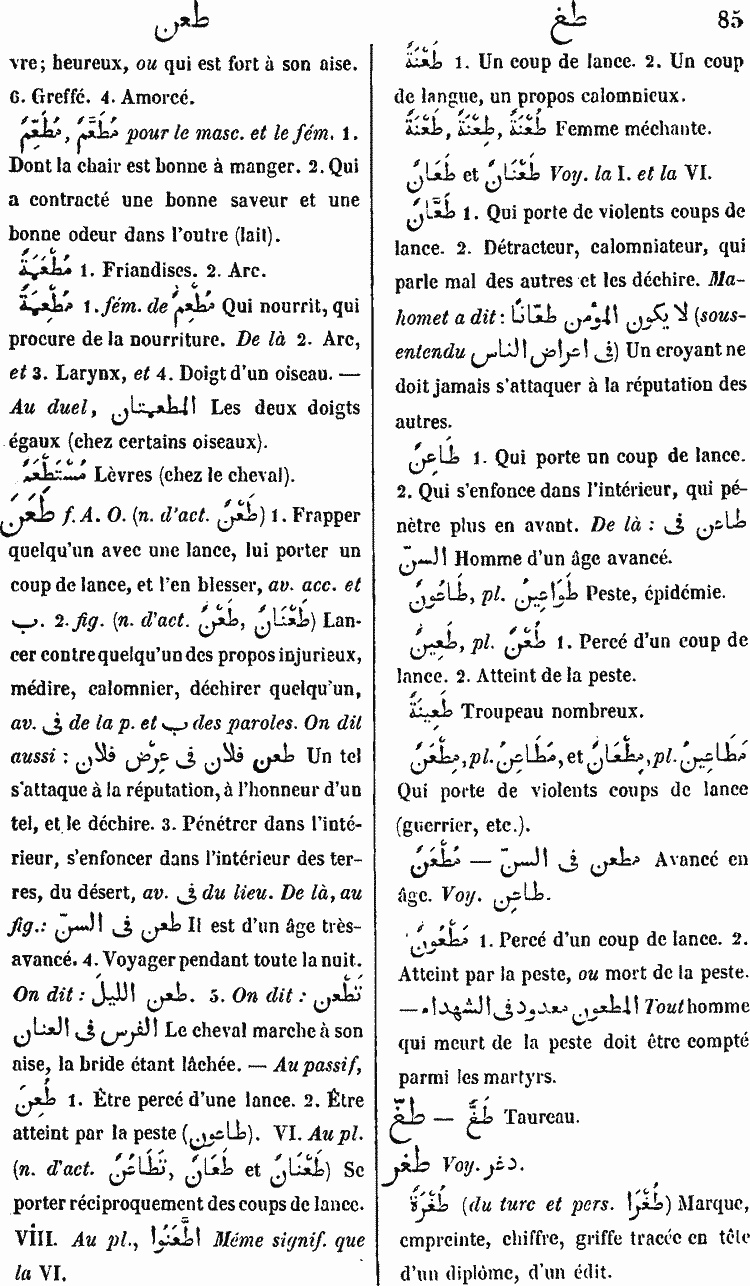 طعن
طغ 85
vre; heureux, ou qui est fort à son aise.
6. Greffé. 4. Amorcé.
مُطَعَّمٌ, مُطَعِّمٌ pour le masc. et le fém. 1.
Dont la chair est bonne à manger. 2. Qui
a contracté une bonne saveur et une
bonne odeur dans l'outre (lait).
مُطْعَمَةٌ 1. Friandises. 2. Arc.
مُطْعِمَةٌ 1. fém. de مُطْعِمٌ Qui nourrit, qui
procure de la nourriture. De là 2. Arc,
et 3. Larynx, et 4. Doigt d'un oiseau. —
Au duel, المطعمتان Les deux doigts
égaux (chez certains oiseaux).
مُسْتَطْعَمٌ Lèvres (chez le cheval).
طَعَنَ f. A. O. (n. d'act. طَعْنٌ) 1. Frapper
quelqu'un avec une lance, lui porter un
coup de lance, et l'en blesser, av. acc. et
ب. 2. fig. (n. d'act. طَعْنٌ, طَعَنَانٌ) Lan-
cer contre quelqu'un des propos injurieux,
médire, calomnier, déchirer quelqu'un,
av. فى de la p. et ب des paroles. On dit
aussi : طعن فلان فى عِرْض فلان Un tel
s'attaque à la réputation, à l'honneur d'un
tel, et le déchire. 3. Pénétrer dans l'inté-
rieur, s'enfoncer dans l'intérieur des ter-
res, du désert, av. فى du lieu. De là, au
fig.: طعن فى السنّ Il est d'un âge très-
avancé. 4. Voyager pendant toute la nuit.
On dit : طعن الليلَ. 5. On dit : تَطْعن
الفرس فى العنان Le cheval marche à son
aise, la bride étant lâchée. — Au passif,
طُعِنَ 1. Être percé d'une lance. 2. Être
atteint par la peste (طاعون). VI. Au pl.
(n. d'act. تَطَاعُنٌ, طِعَانٌ et طَعَنَانٌ) Se
porter réciproquement des coups de lance.
VIII. Au pl., اطَّعَنُوا Même signif. que
la VI.
طَعْنَةٌ 1. Un coup de lance. 2. Un coup
de langue, un propos calomnieux.
طَعْنَةٌ, طِعْنَةٌ, طُعْنَةٌ Femme méchante.
طِعَانٌ et طَعَنَانٌ Voy. la I. et la VI.
طَعَّانٌ 1. Qui porte de violents coups de
lance. 2. Détracteur, calomniateur, qui
parle mal des autres et les déchire. Ma-
homet a dit : لا يكون المؤمن طعّانا (sous-
entendu فى اعراض الناس) Un croyant ne
doit jamais s'attaquer à la réputation des
autres.
طَاعِنٌ 1. Qui porte un coup de lance.
2. Qui s'enfonce dans l'intérieur, qui pé-
nètre plus en avant. De là : طاعن فى
السنّ Homme d'un âge avancé.
طَاعُونٌ, pl. طَوَاعِينُ Peste, épidémie.
طَعِينٌ, pl. طُعْنٌ 1. Percé d'un coup de
lance. 2. Atteint de la peste.
طَعِينَةٌ Troupeau nombreux.
مِطْعَنٌ, pl. مَطَاعِنُ, et مِطْعَانٌ, pl. مَطَاعِينُ
Qui porte de violents coups de lance
(guerrier, etc.).
مُطْعَنٌ — مطعن فى السنّ Avancé en
âge. Voy. طاعِن.
مَطْعُونٌ 1. Percé d'un coup de lance. 2.
Atteint par la peste, ou mort de la peste.
— المطعون معدود فى الشهداء Tout homme
qui meurt de la peste doit être compté
parmi les martyrs.
طغّ — طَغٌّ Taureau.
طغر Voy. دغر.
طُغْرَةٌ (du turc et pers. طُغْرَا) Marque,
empreinte, chiffre, griffe tracée en tête
d'un diplôme, d'un édit.